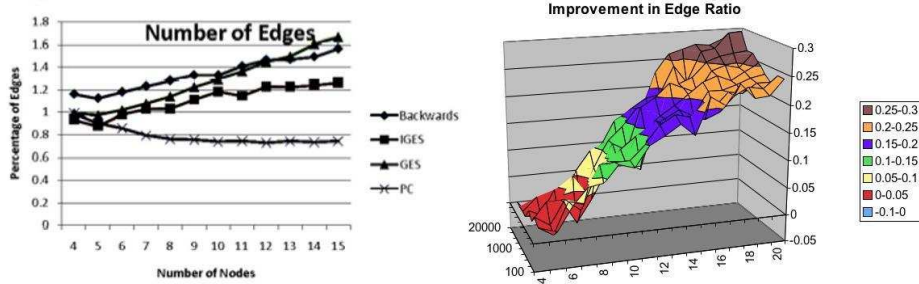 Number of Edges
Percentage of Edges
1.8
1.6
1.4
1.2
1
0.8
0.6
0.4
0.2
0
4 5 6 7 8 9 10 11 12 13 14 15
Number of Nodes
Backwards
IGES
GES
PC
Improvement in Edge Ratio
0.3
0.25
0.2
0.15
0.1
0.05
0
-0.05
20000
1000
100
4 6 8 10 12 14 16 18 20
0.25-0.3
0.2-0.25
0.15-0.2
0.1-0.15
0.05-0.1
0-0.05
-0.1-0